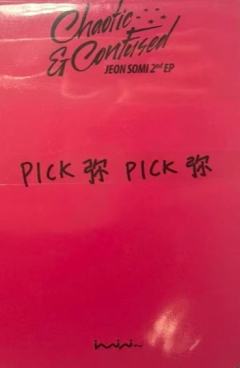 Chaotic
& Confused
JEON SOMI 2nd EP
PICK 弥 PICK 弥